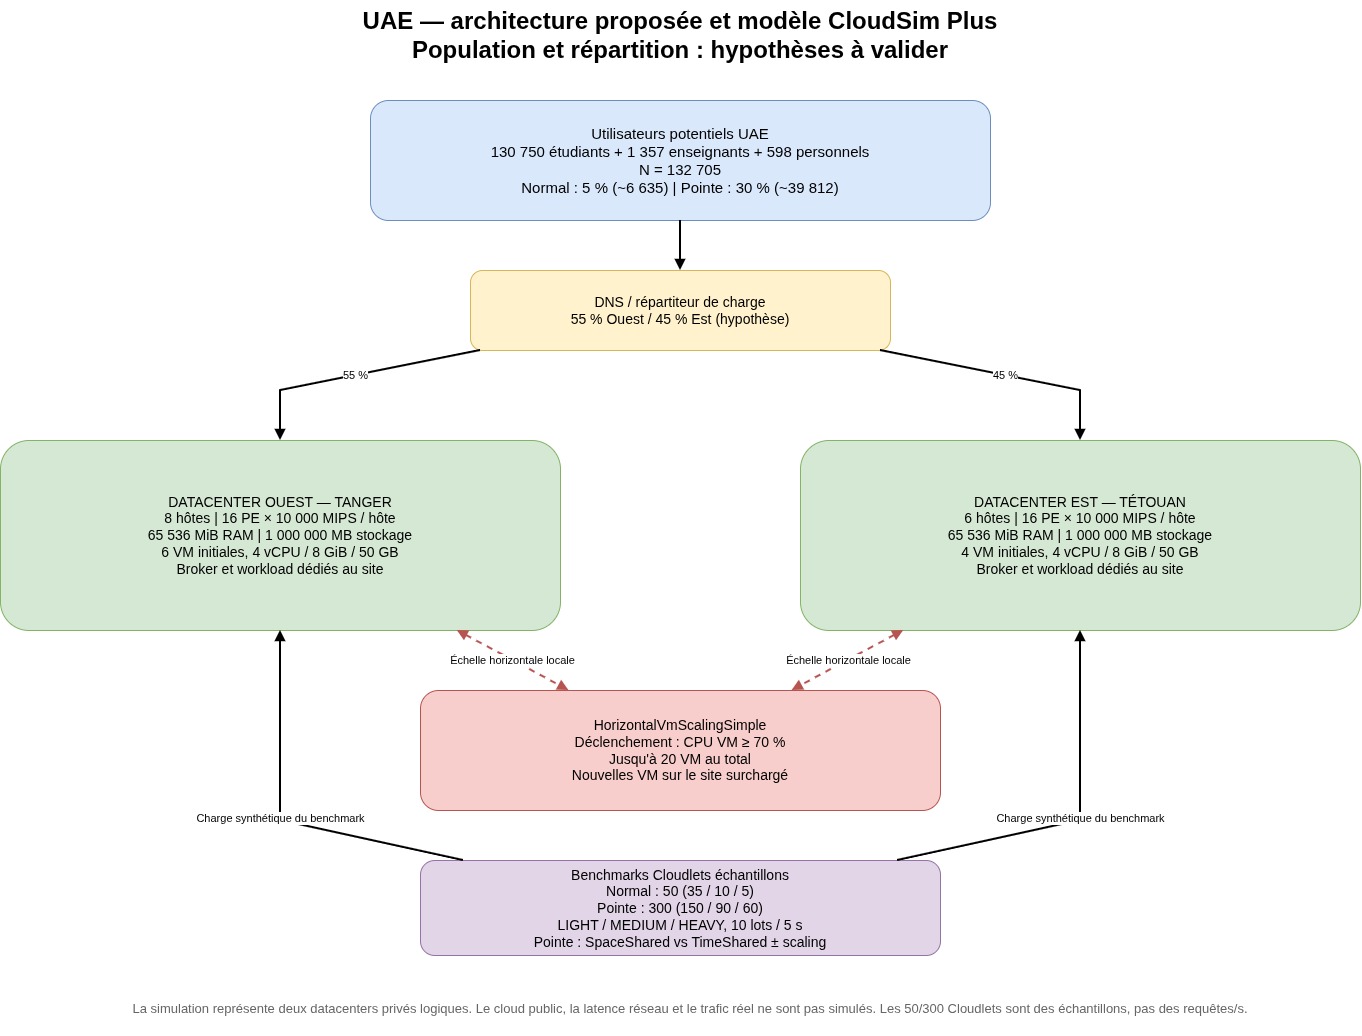 UAE — architecture proposée et modèle CloudSim Plus
Population et répartition : hypothèses à valider
Utilisateurs potentiels UAE
130 750 étudiants + 1 357 enseignants + 598 personnels
N = 132 705
Normal : 5 % (~6 635) | Pointe : 30 % (~39 812)
DNS / répartiteur de charge
55 % Ouest / 45 % Est (hypothèse)
55 %
45 %
DATACENTER OUEST — TANGER
8 hôtes | 16 PE × 10 000 MIPS / hôte
65 536 MiB RAM | 1 000 000 MB stockage
6 VM initiales, 4 vCPU / 8 GiB / 50 GB
Broker et workload dédiés au site
DATACENTER EST — TÉTOUAN
6 hôtes | 16 PE × 10 000 MIPS / hôte
65 536 MiB RAM | 1 000 000 MB stockage
4 VM initiales, 4 vCPU / 8 GiB / 50 GB
Broker et workload dédiés au site
Échelle horizontale locale
Échelle horizontale locale
HorizontalVmScalingSimple
Déclenchement : CPU VM ≥ 70 %
Jusqu'à 20 VM au total
Nouvelles VM sur le site surchargé
Charge synthétique du benchmark
Charge synthétique du benchmark
Benchmarks Cloudlets échantillons
Normal : 50 (35 / 10 / 5)
Pointe : 300 (150 / 90 / 60)
LIGHT / MEDIUM / HEAVY, 10 lots / 5 s
Pointe : SpaceShared vs TimeShared ± scaling
La simulation représente deux datacenters privés logiques. Le cloud public, la latence réseau et le trafic réel ne sont pas simulés. Les 50/300 Cloudlets sont des échantillons, pas des requêtes/s.